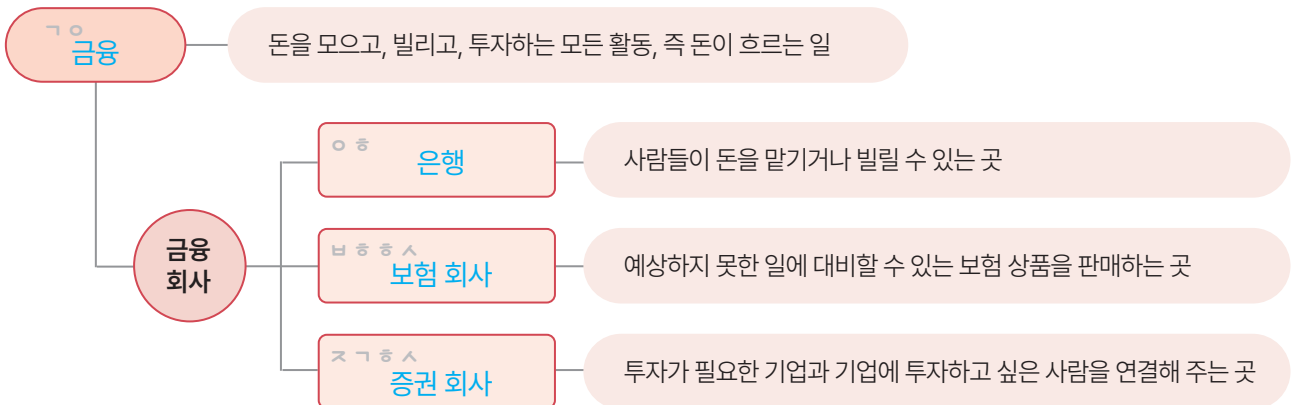 ㄱㅇ
금융
돈을 모으고, 빌리고, 투자하는 모든 활동, 즉 돈이 흐르는 일
ㅇㅎ
은행
사람들이 돈을 맡기거나 빌릴 수 있는 곳
금융
회사
ㅂㅎㅎㅅ
보험 회사
예상하지 못한 일에 대비할 수 있는 보험 상품을 판매하는 곳
ㅈㄱㅎㅅ
증권 회사
투자가 필요한 기업과 기업에 투자하고 싶은 사람을 연결해 주는 곳